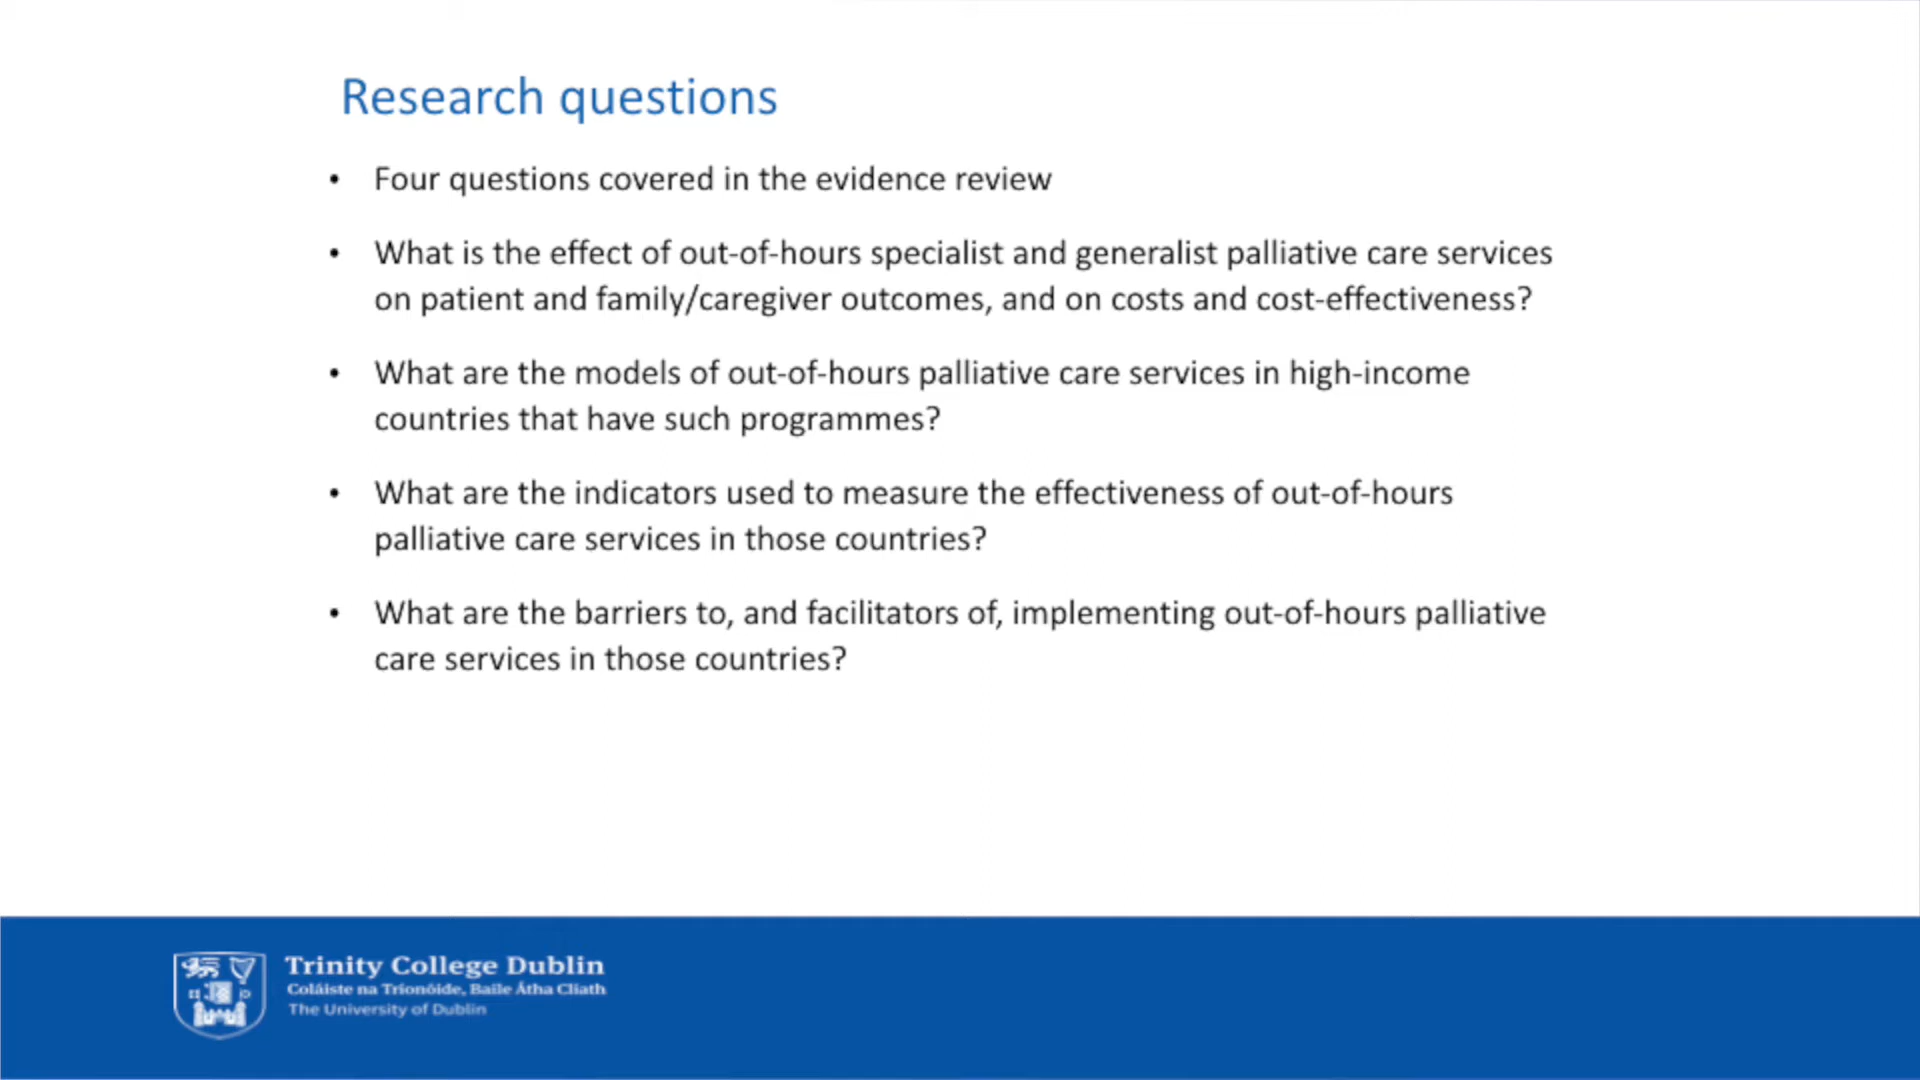 Research questions
• Four questions covered in the evidence review
• What is the effect of out-of-hours specialist and generalist palliative care services
on patient and family/caregiver outcomes, and on costs and cost-effectiveness?
• What are the models of out-of-hours palliative care services in high-income
countries that have such programmes?
• What are the indicators used to measure the effectiveness of out-of-hours
palliative care services in those countries?
• What are the barriers to, and facilitators of, implementing out-of-hours palliative
care services in those countries?
Trinity College Dublin
Coláiste na Tríonóide, Baile Átha Cliath
The University of Dublin